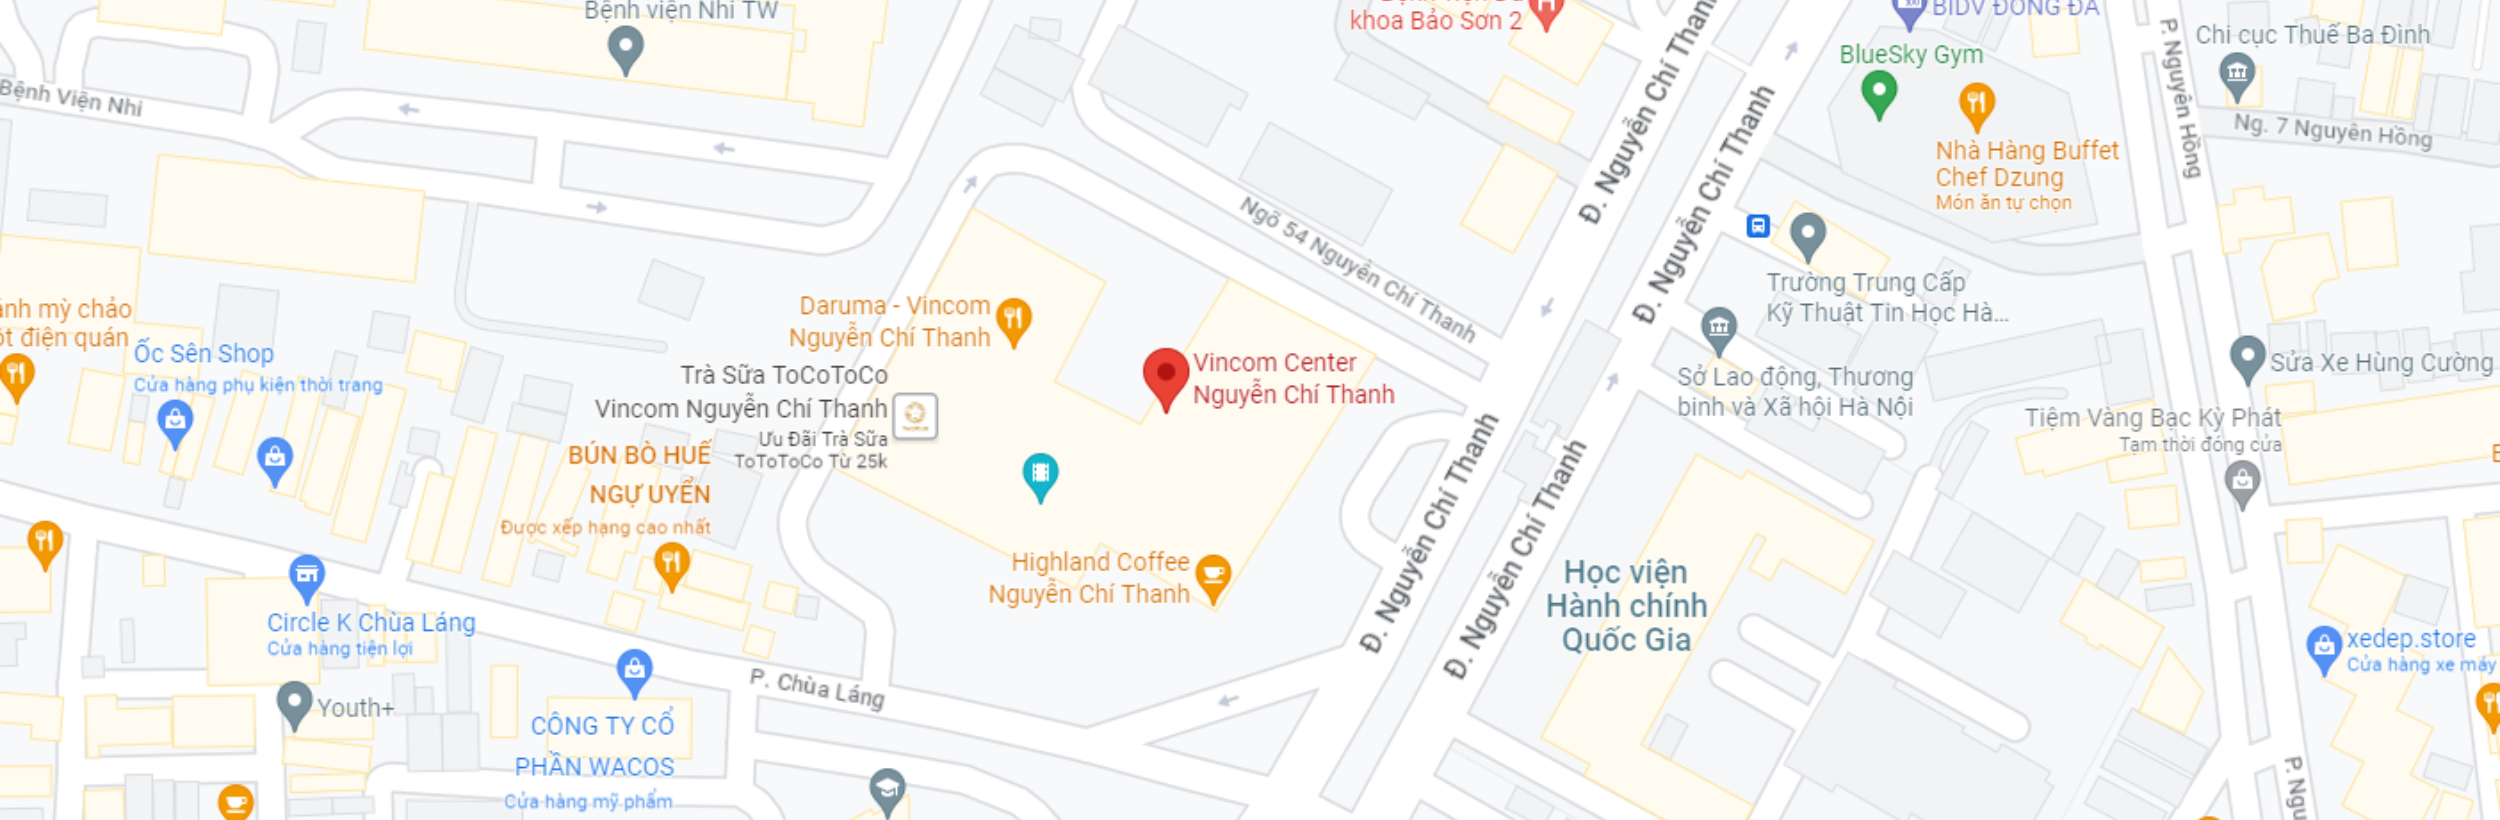 Bệnh viện Nhi TW
khoa Bảo Sơn 2
BIDV ĐỐNG ĐA
BlueSky Gym
Chi cục Thuế Ba Đình
P. Nguyên Hồng
Ng. 7 Nguyên Hồng
Bệnh Viện Nhi
Đ. Nguyễn Chí Thanh
Đ. Nguyễn Chí Thanh
Nhà Hàng Buffet
Chef Dzung
Món ăn tự chọn
Ngõ 54 Nguyễn Chí Thanh
Trường Trung Cấp
Kỹ Thuật Tin Học Hà...
Daruma - Vincom
Nguyễn Chí Thanh
ốt điện quán
Ốc Sên Shop
Cửa hàng phụ kiện thời trang
Trà Sữa ToCoToCo
Vincom Nguyễn Chí Thanh
Ưu Đãi Trà Sữa
ToToToCo Từ 25k
Vincom Center
Nguyễn Chí Thanh
Sở Lao động, Thương
binh và Xã hội Hà Nội
Sửa Xe Hùng Cường
Tiệm Vàng Bạc Kỳ Phát
Tạm thời đóng cửa
BÚN BÒ HUẾ
NGỰ UYỂN
Được xếp hạng cao nhất
Đ. Nguyễn Chí Thanh
Đ. Nguyễn Chí Thanh
Highland Coffee
Nguyễn Chí Thanh
Học viện
Hành chính
Quốc Gia
Circle K Chùa Láng
Cửa hàng tiện lợi
xedep.store
Cửa hàng xe máy
Youth+
P. Chùa Láng
CÔNG TY CỔ
PHẦN WACOS
Cửa hàng mỹ phẩm